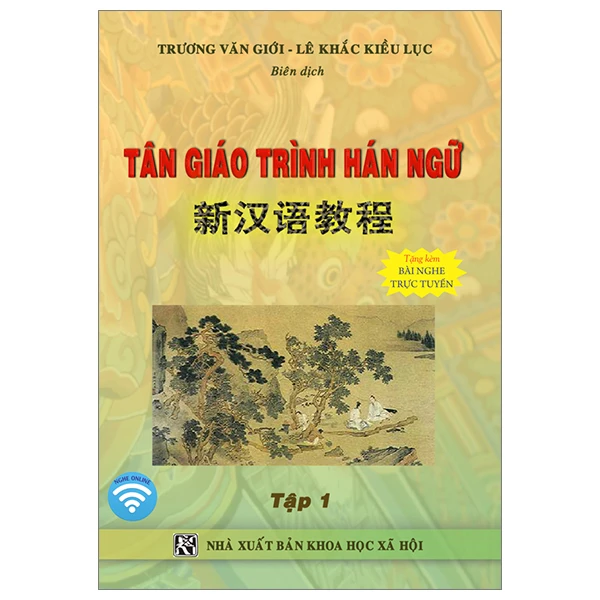 TRƯƠNG VĂN GIỚI - LÊ KHẮC KIỀU LỤC
Biên dịch
TÂN GIÁO TRÌNH HÁN NGỮ
新汉语教程
Tặng kèm
BÀI NGHE
TRỰC TUYẾN
NGHE ONLINE
Tập 1
NHÀ XUẤT BẢN KHOA HỌC XÃ HỘI